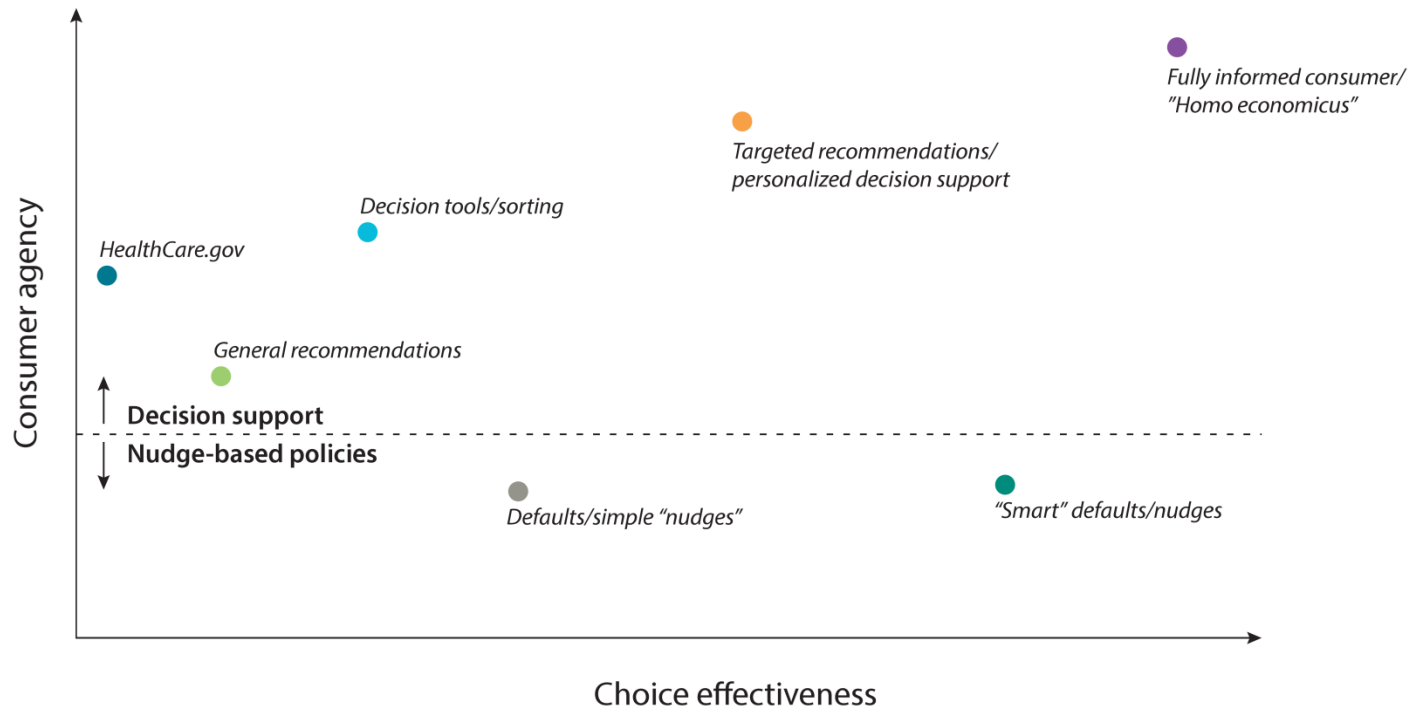 Fully informed consumer/
”Homo economicus”
Targeted recommendations/
personalized decision support
Decision tools/sorting
HealthCare.gov
General recommendations
Decision support
Nudge-based policies
Defaults/simple “nudges”
“Smart” defaults/nudges
Consumer agency
Choice effectiveness